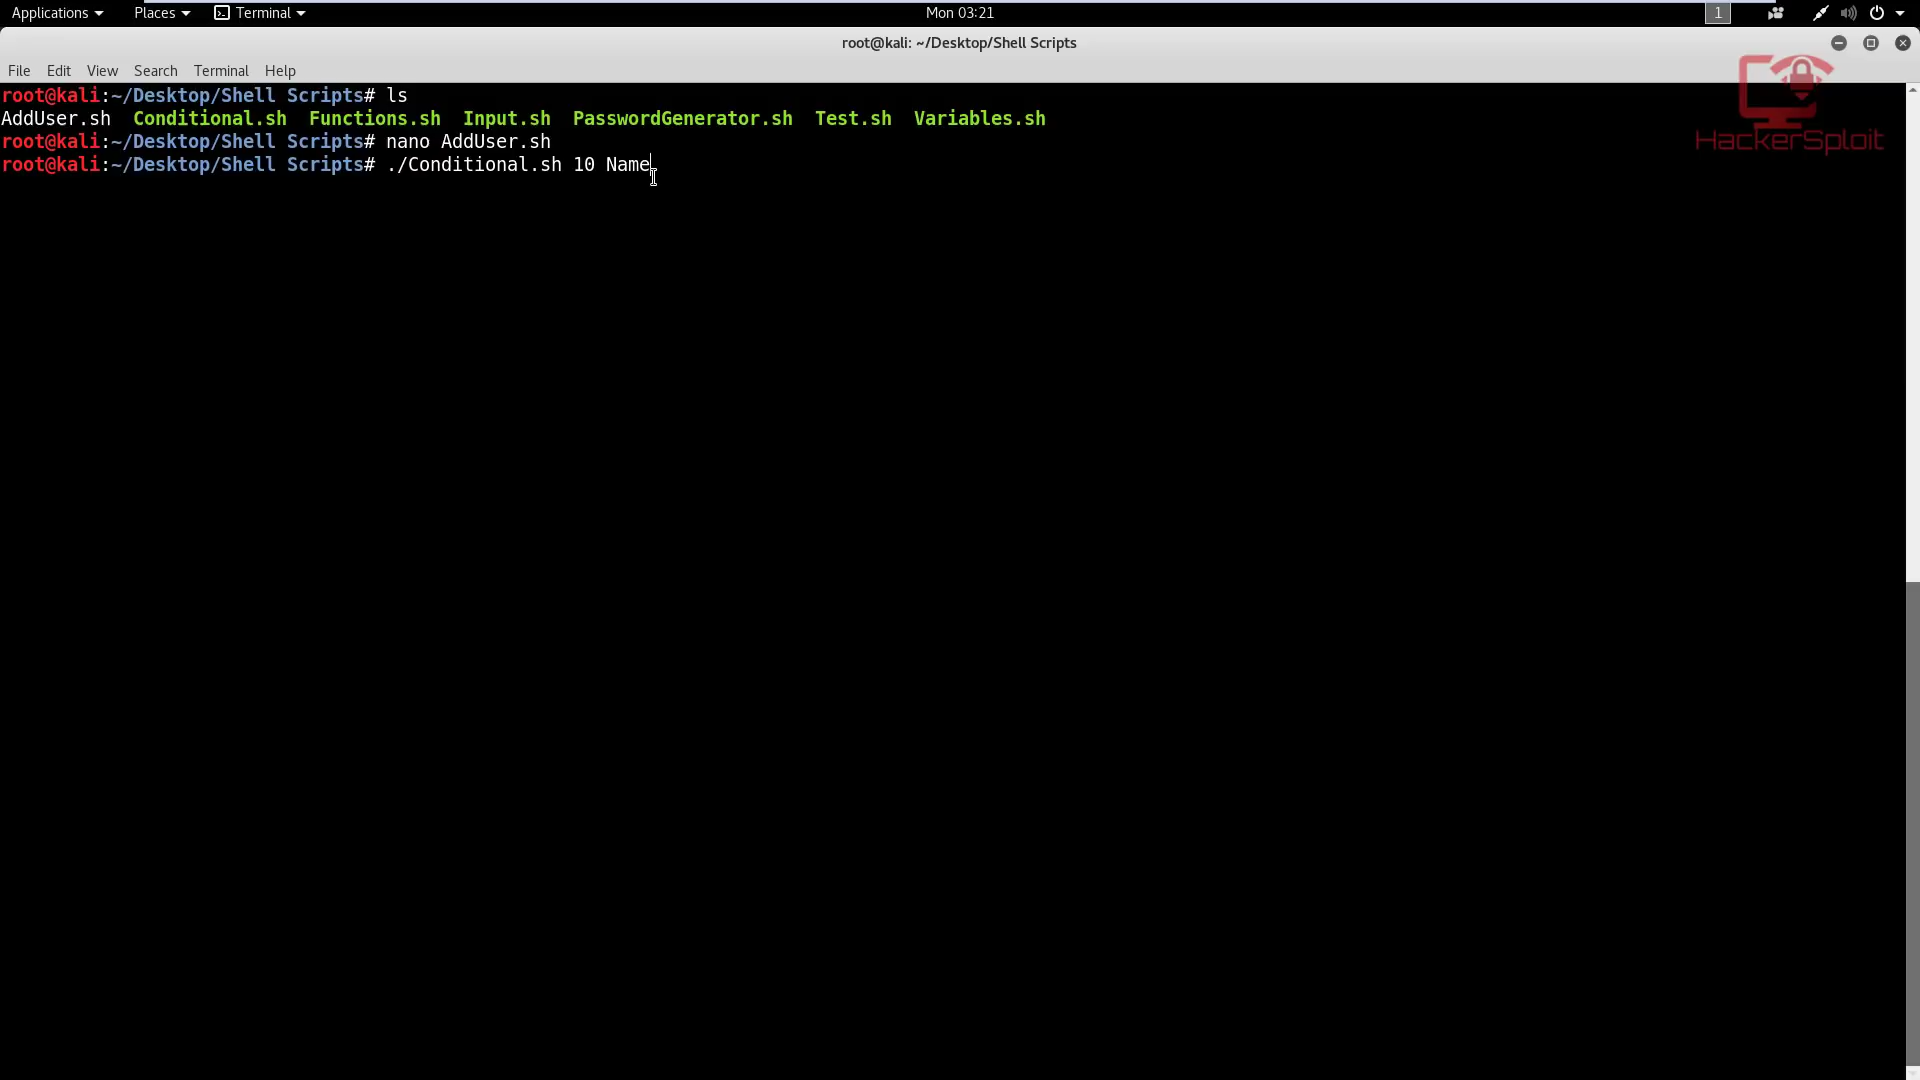 Applications Places Terminal Mon 03:21 1
root@kali: ~/Desktop/Shell Scripts
File Edit View Search Terminal Help
root@kali:~/Desktop/Shell Scripts# ls
AddUser.sh Conditional.sh Functions.sh Input.sh PasswordGenerator.sh Test.sh Variables.sh
root@kali:~/Desktop/Shell Scripts# nano AddUser.sh
root@kali:~/Desktop/Shell Scripts# ./Conditional.sh 10 Name
HackerSploit